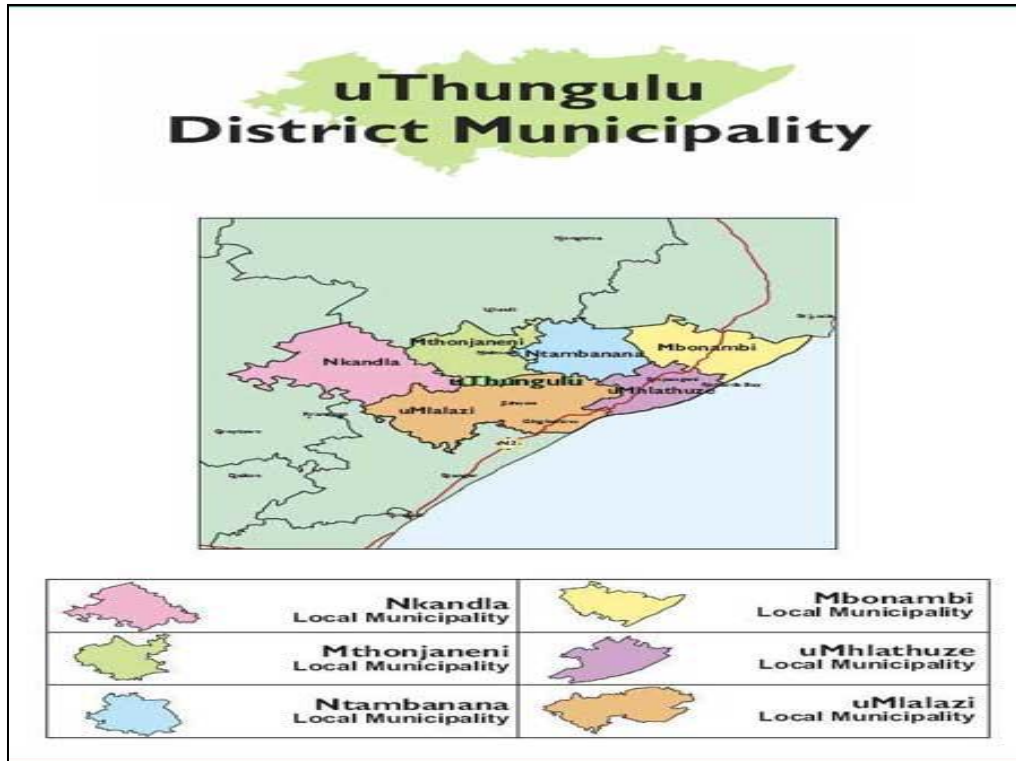 uThungulu
District Municipality
Mthonjaneni
Ntambanana
Mbonambi
Nkandla
uThungulu
uMhlathuze
uMlalazi
Nkandla
Local Municipality
Mbonambi
Local Municipality
Mthonjaneni
Local Municipality
uMhlathuze
Local Municipality
Ntambanana
Local Municipality
uMlalazi
Local Municipality